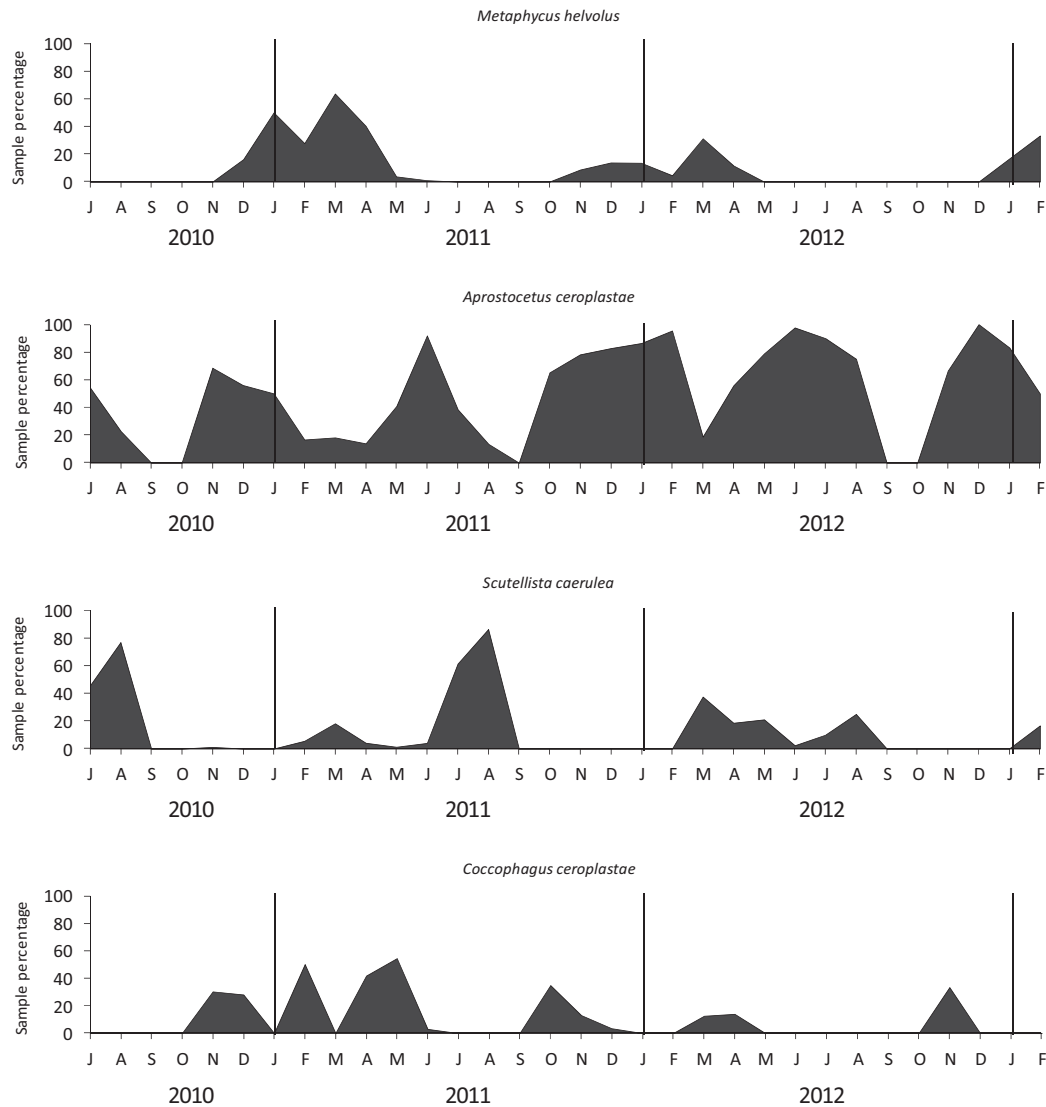 Metaphycus helvolus
Sample percentage
100
80
60
40
20
0
J A S O N D J F M A M J J A S O N D J F M A M J J A S O N D J F
2010 2011 2012
Aprostocetus ceroplastae
Sample percentage
100
80
60
40
20
0
J A S O N D J F M A M J J A S O N D J F M A M J J A S O N D J F
2010 2011 2012
Scutellista caerulea
Sample percentage
100
80
60
40
20
0
J A S O N D J F M A M J J A S O N D J F M A M J J A S O N D J F
2010 2011 2012
Coccophagus ceroplastae
Sample percentage
100
80
60
40
20
0
J A S O N D J F M A M J J A S O N D J F M A M J J A S O N D J F
2010 2011 2012